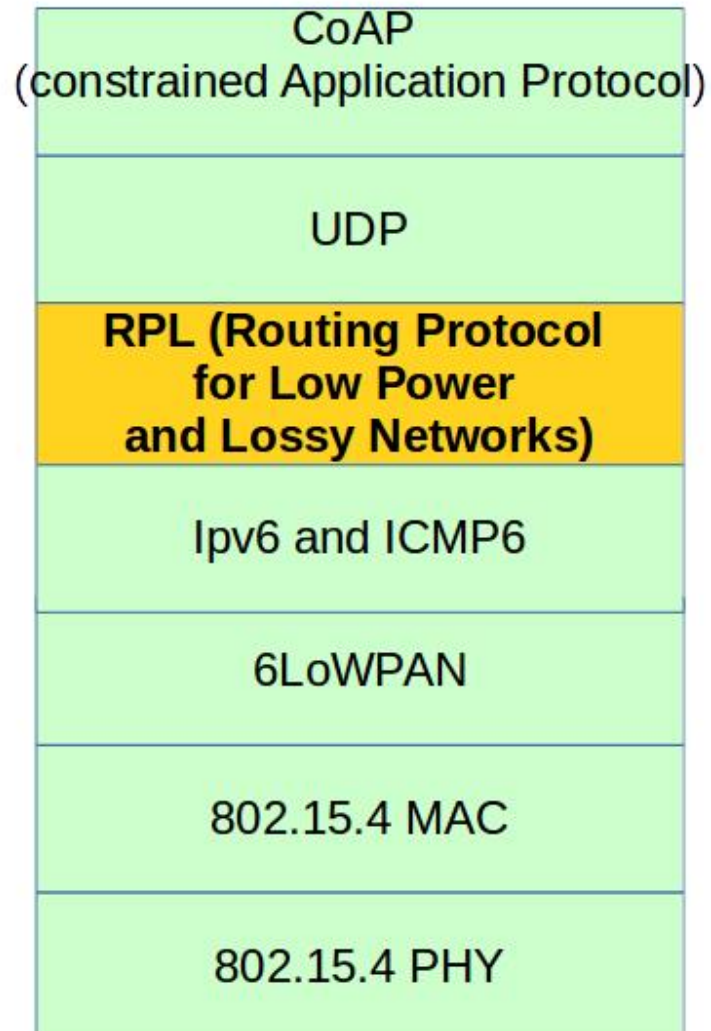 CoAP
(constrained Application Protocol)
UDP
RPL (Routing Protocol
for Low Power
and Lossy Networks)
Ipv6 and ICMP6
6LoWPAN
802.15.4 MAC
802.15.4 PHY